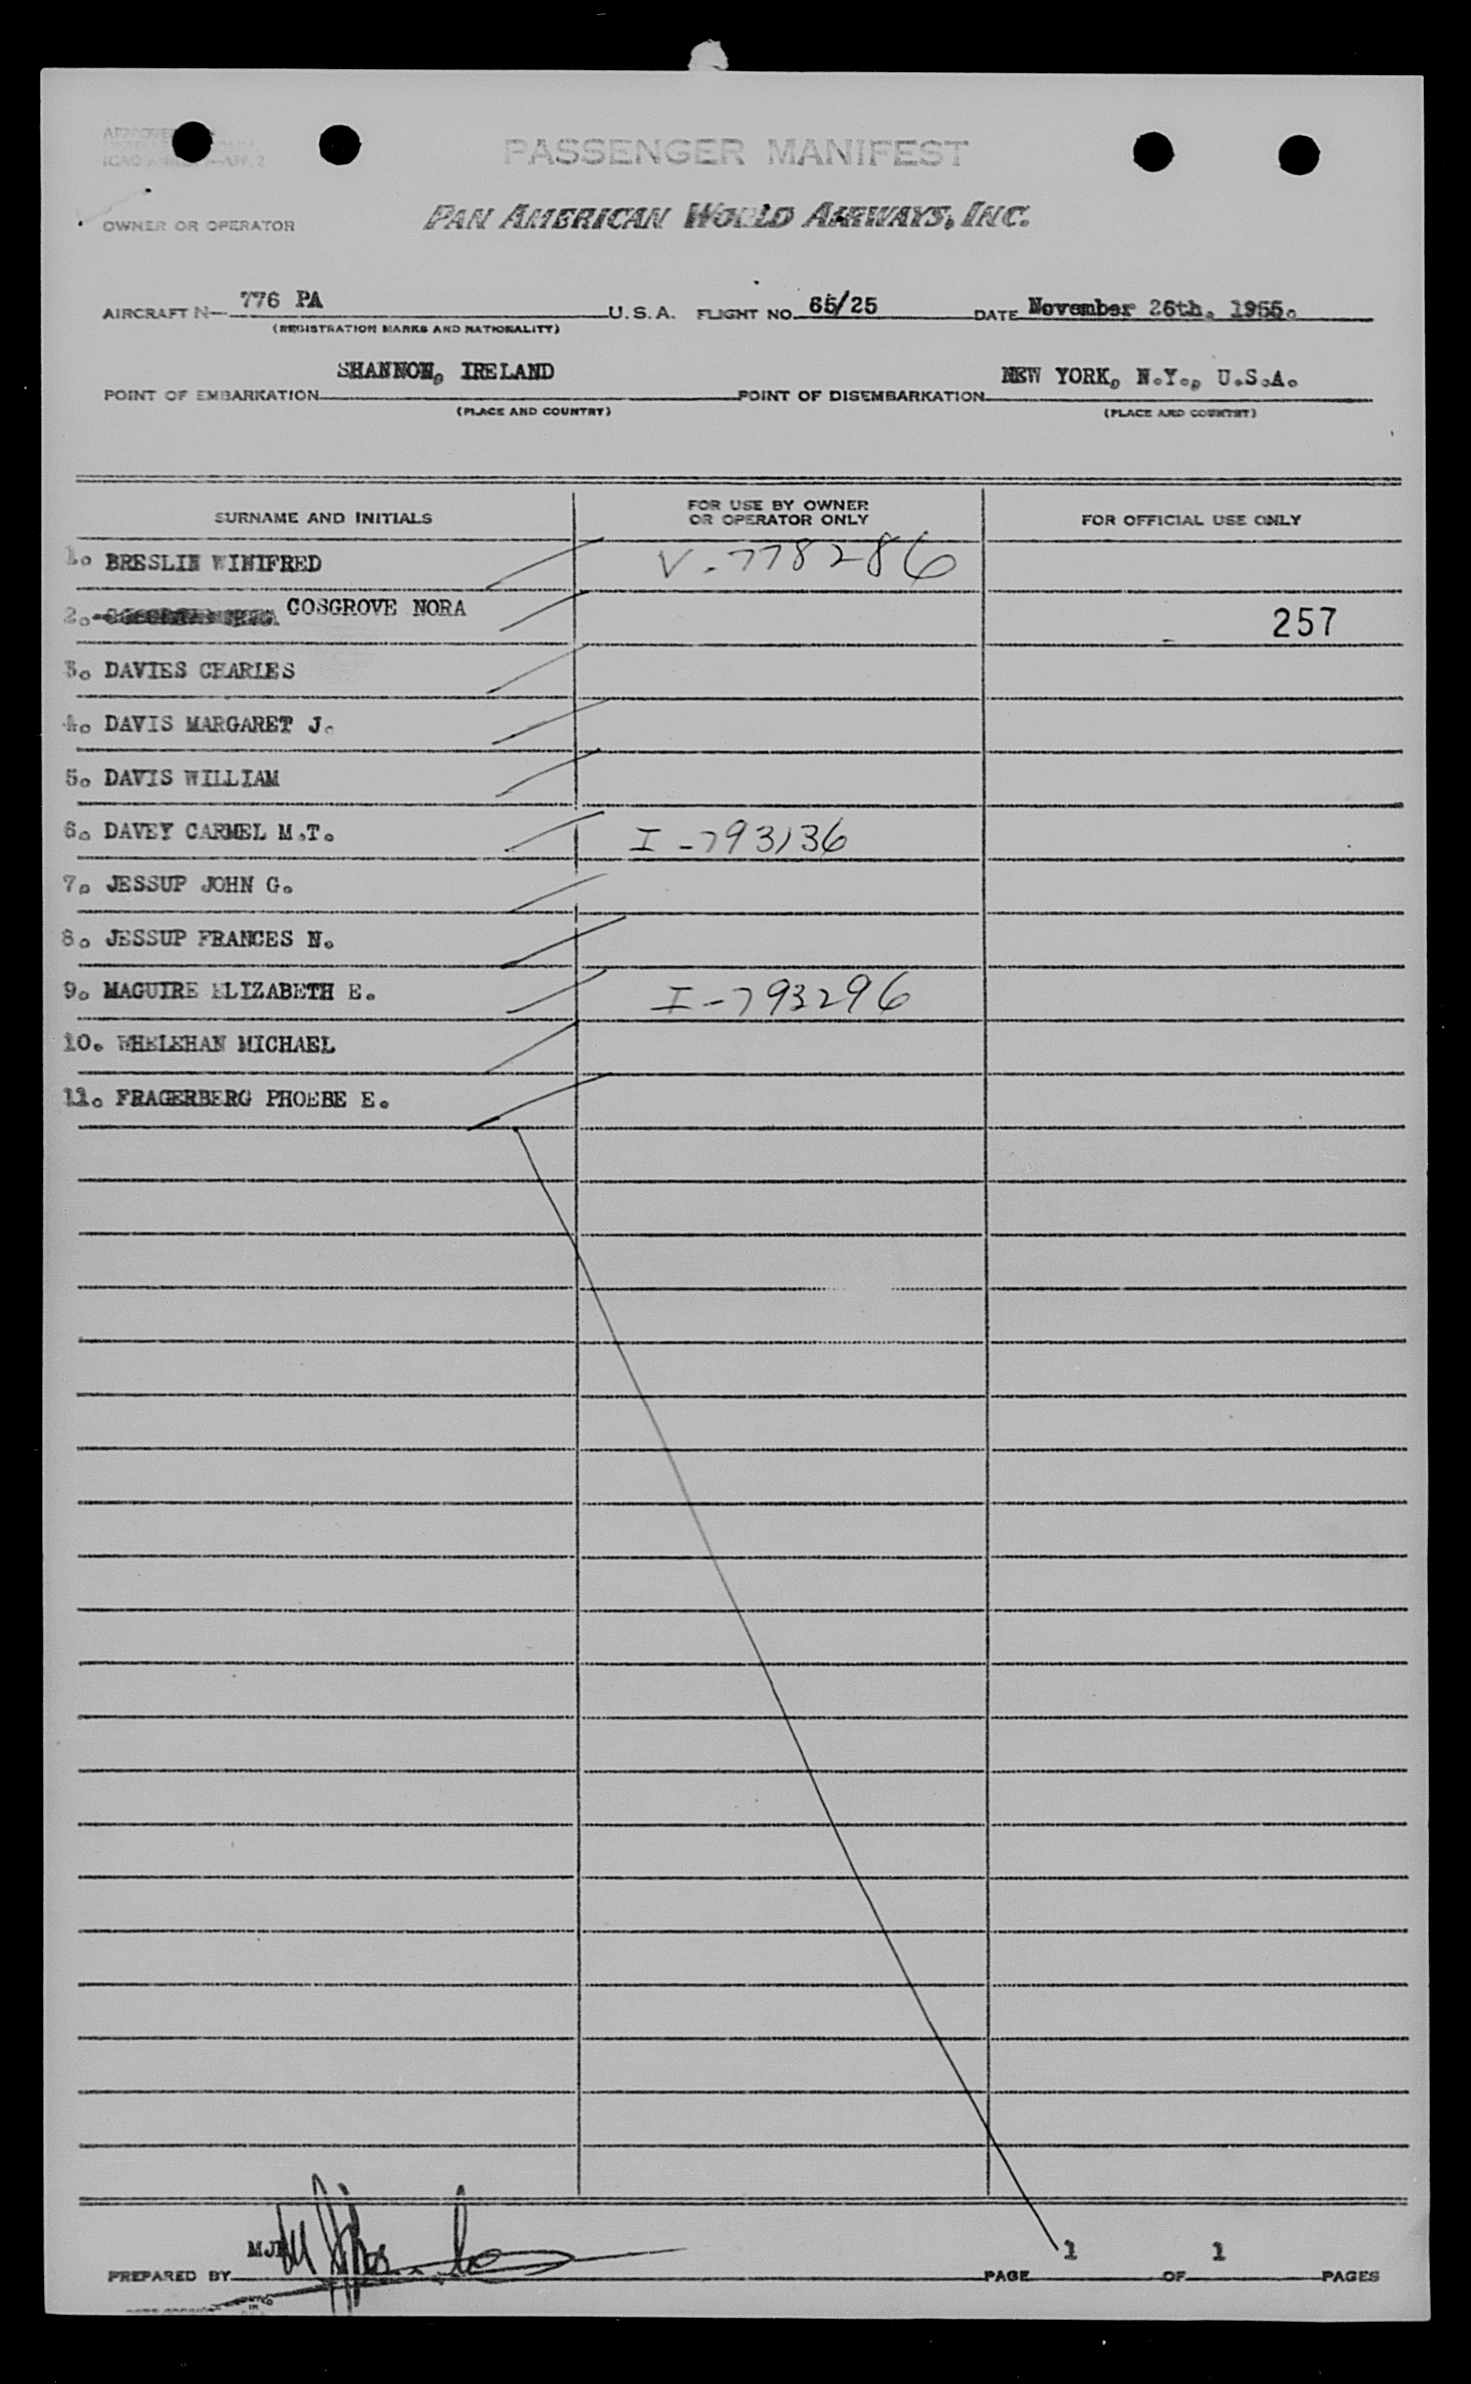 PASSENGER MANIFEST
OWNER OR OPERATOR PAN AMERICAN WORLD AIRWAYS, INC.
AIRCRAFT N- 776 PA U.S.A. FLIGHT NO. 65/25 DATE November 26th. 1955.
(REGISTRATION MARKS AND NATIONALITY)
SHANNON, IRELAND NEW YORK, N.Y., U.S.A.
POINT OF EMBARKATION POINT OF DISEMBARKATION
(PLACE AND COUNTRY) (PLACE AND COUNTRY)
SURNAME AND INITIALS FOR USE BY OWNER OR OPERATOR ONLY FOR OFFICIAL USE ONLY
1. BRESLIN WINIFRED V-778286
2. COSGROVE NORA 257
3. DAVIES CHARLES
4. DAVIS MARGARET J.
5. DAVIS WILLIAM
6. DAVEY CARMEL M.T. I-793136
7. JESSUP JOHN G.
8. JESSUP FRANCES N.
9. MAGUIRE ELIZABETH E. I-793296
10. WHELEHAN MICHAEL
11. FRAGERBERG PHOEBE E.
PREPARED BY PAGE 1 OF 1 PAGES